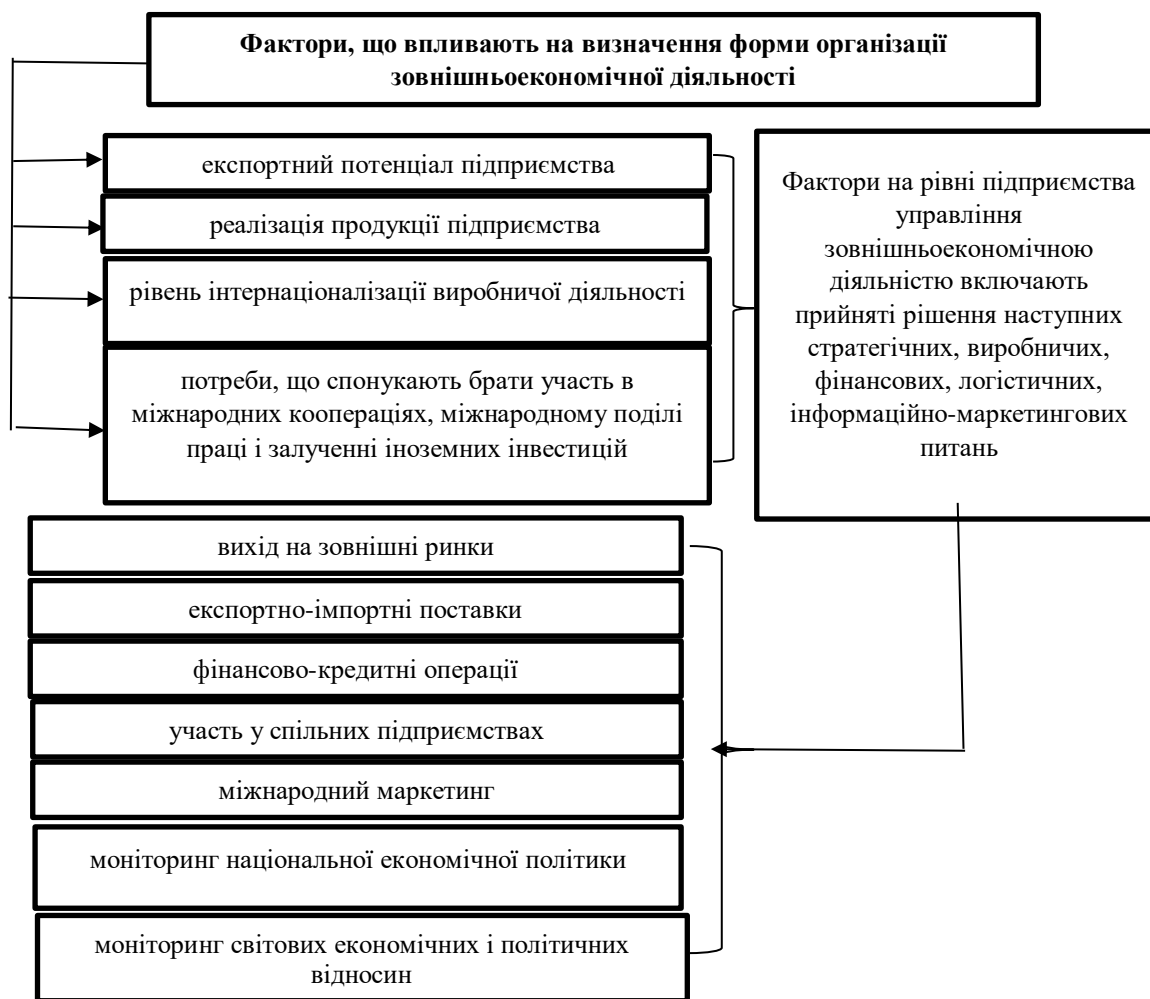 Фактори, що впливають на визначення форми організації
зовнішньоекономічної діяльності
експортний потенціал підприємства
реалізація продукції підприємства
рівень інтернаціоналізації виробничої діяльності
потреби, що спонукають брати участь в
міжнародних коопераціях, міжнародному поділі
праці і залученні іноземних інвестицій
Фактори на рівні підприємства
управління
зовнішньоекономічною
діяльністю включають
прийняті рішення наступних
стратегічних, виробничих,
фінансових, логістичних,
інформаційно-маркетингових
питань
вихід на зовнішні ринки
експортно-імпортні поставки
фінансово-кредитні операції
участь у спільних підприємствах
міжнародний маркетинг
моніторинг національної економічної політики
моніторинг світових економічних і політичних
відносин